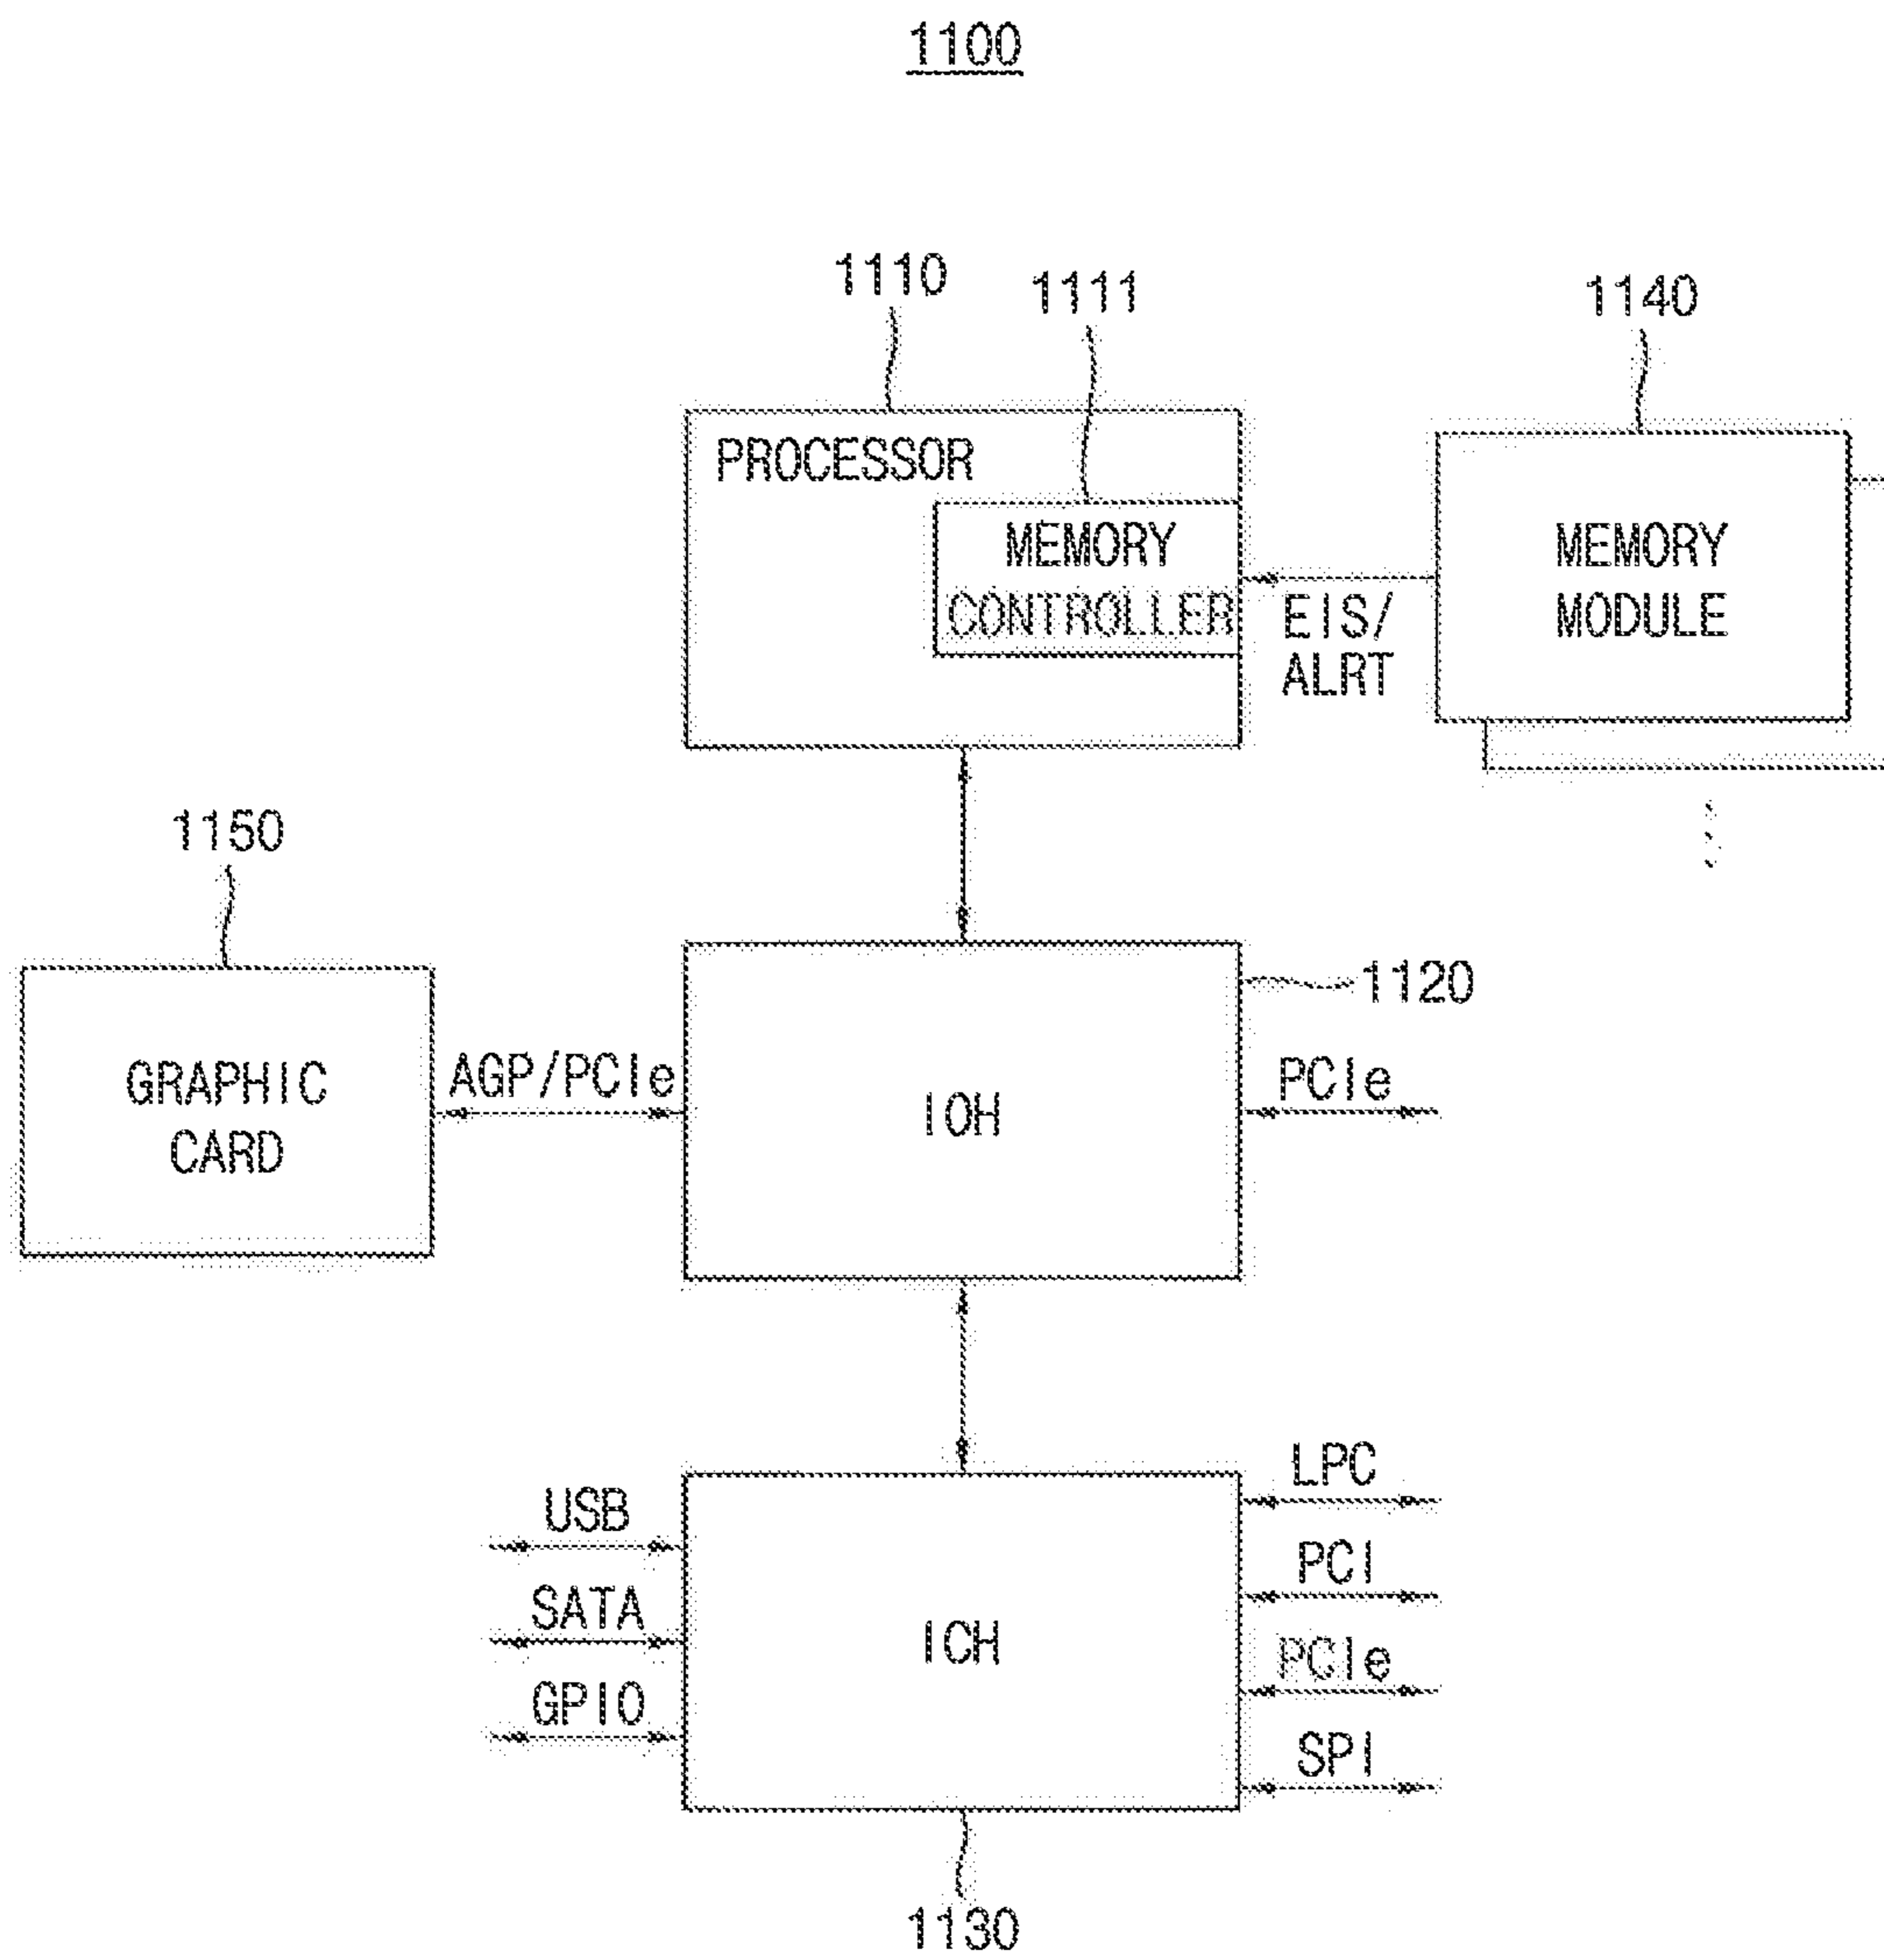 1100
1110
1111
1140
PROCESSOR
MEMORY
CONTROLLER
EIS/
ALRT
MEMORY
MODULE
1150
GRAPHIC
CARD
AGP/PCIe
IOH
1120
PCIe
USB
SATA
GPIO
ICH
LPC
PCI
PCIe
SPI
1130